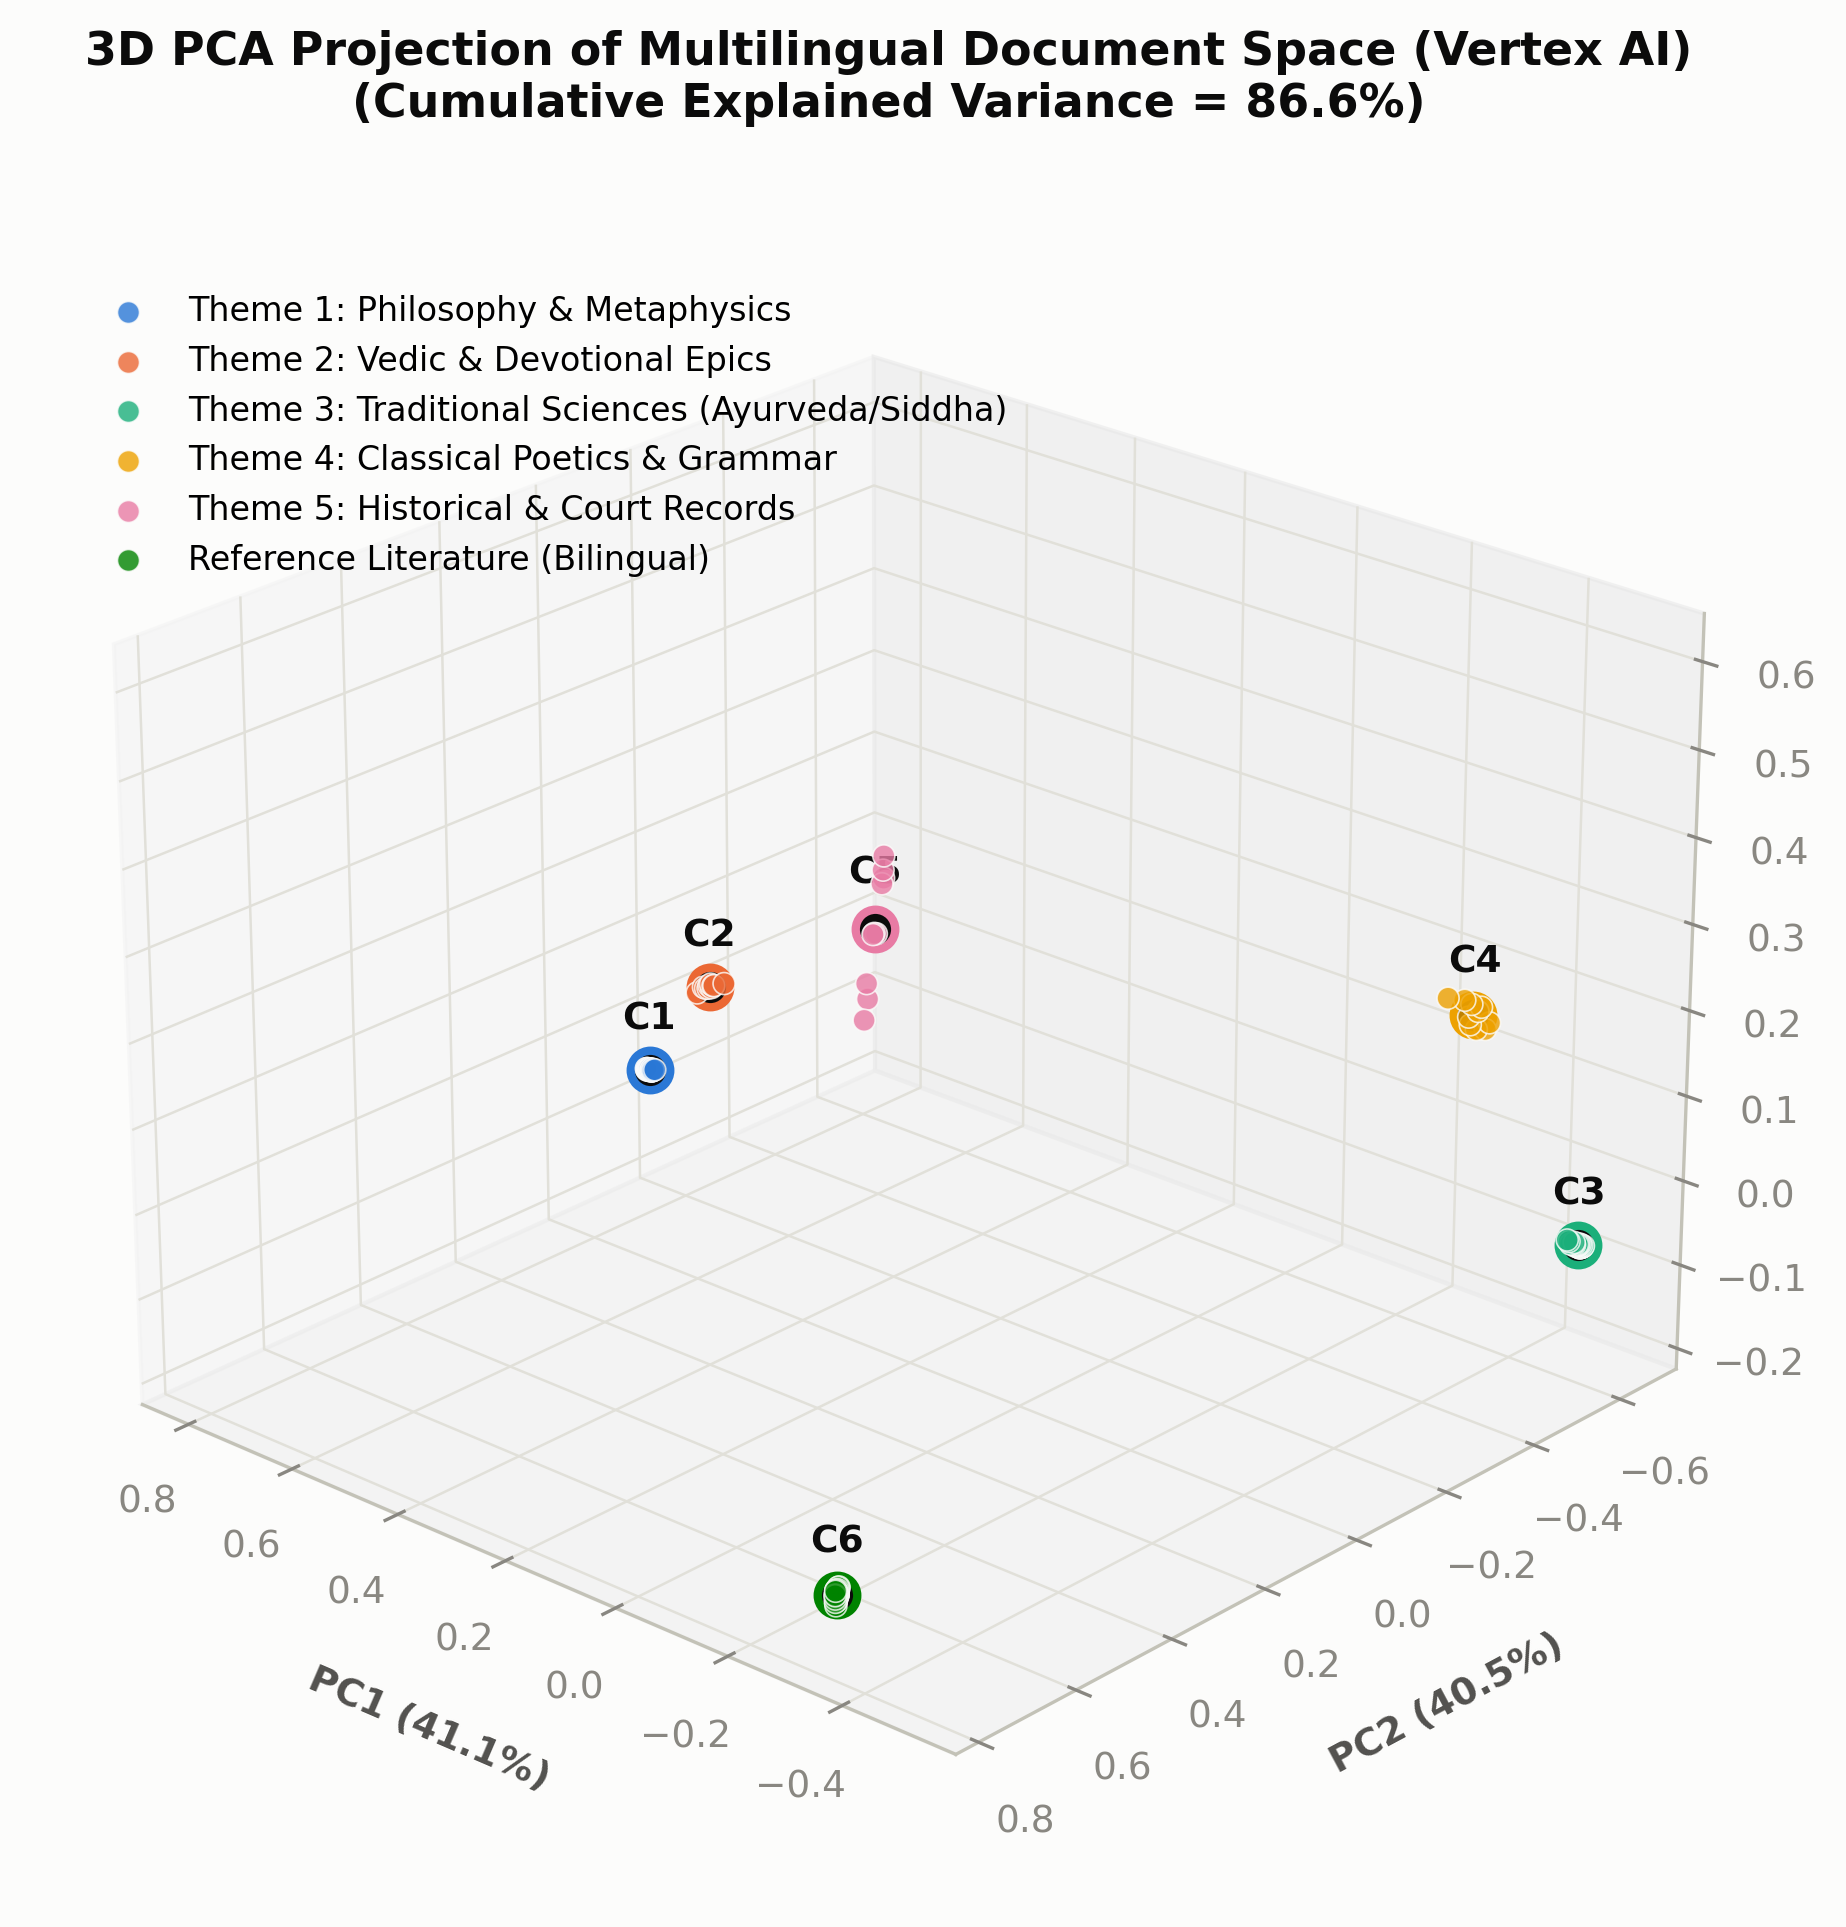 3D PCA Projection of Multilingual Document Space (Vertex AI)
(Cumulative Explained Variance = 86.6%)
Theme 1: Philosophy & Metaphysics
Theme 2: Vedic & Devotional Epics
Theme 3: Traditional Sciences (Ayurveda/Siddha)
Theme 4: Classical Poetics & Grammar
Theme 5: Historical & Court Records
Reference Literature (Bilingual)
C5
C2
C1
C4
C3
C6
0.6
0.5
0.4
0.3
0.2
0.1
0.0
−0.1
−0.2
0.8
0.6
0.4
0.2
0.0
−0.2
−0.4
PC1 (41.1%)
−0.6
−0.4
−0.2
0.0
0.2
0.4
0.6
0.8
PC2 (40.5%)